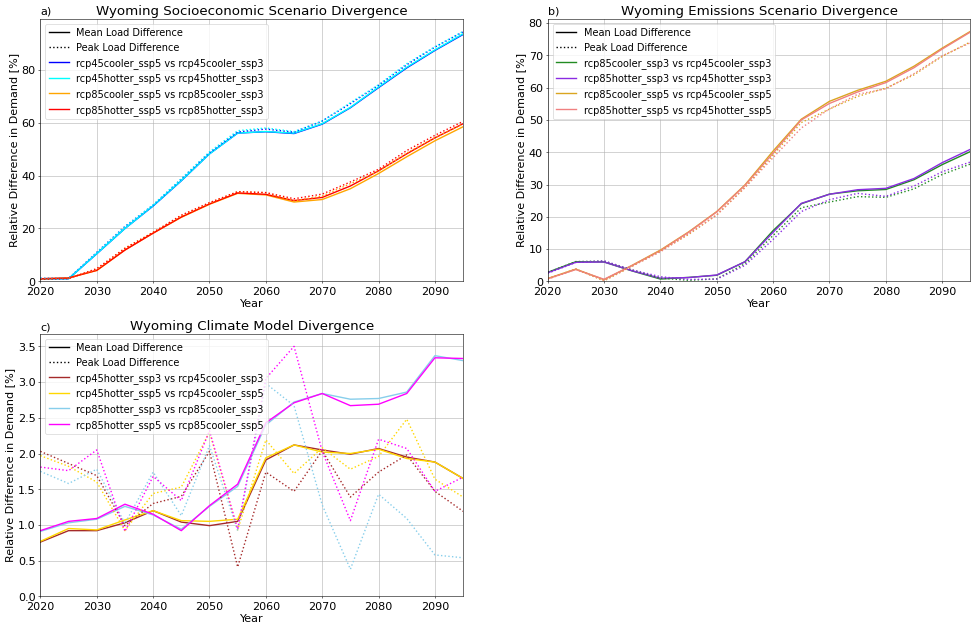 a)
Wyoming Socioeconomic Scenario Divergence
Relative Difference in Demand [%]
80
60
40
20
0
Mean Load Difference
Peak Load Difference
rcp45cooler_ssp5 vs rcp45cooler_ssp3
rcp45hotter_ssp5 vs rcp45hotter_ssp3
rcp85cooler_ssp5 vs rcp85cooler_ssp3
rcp85hotter_ssp5 vs rcp85hotter_ssp3
2020 2030 2040 2050 2060 2070 2080 2090
Year
b)
Wyoming Emissions Scenario Divergence
Relative Difference in Demand [%]
80
70
60
50
40
30
20
10
0
Mean Load Difference
Peak Load Difference
rcp85cooler_ssp3 vs rcp45cooler_ssp3
rcp85hotter_ssp3 vs rcp45hotter_ssp3
rcp85cooler_ssp5 vs rcp45cooler_ssp5
rcp85hotter_ssp5 vs rcp45hotter_ssp5
2020 2030 2040 2050 2060 2070 2080 2090
Year
c)
Wyoming Climate Model Divergence
Relative Difference in Demand [%]
3.5
3.0
2.5
2.0
1.5
1.0
0.5
0.0
Mean Load Difference
Peak Load Difference
rcp45hotter_ssp3 vs rcp45cooler_ssp3
rcp45hotter_ssp5 vs rcp45cooler_ssp5
rcp85hotter_ssp3 vs rcp85cooler_ssp3
rcp85hotter_ssp5 vs rcp85cooler_ssp5
2020 2030 2040 2050 2060 2070 2080 2090
Year